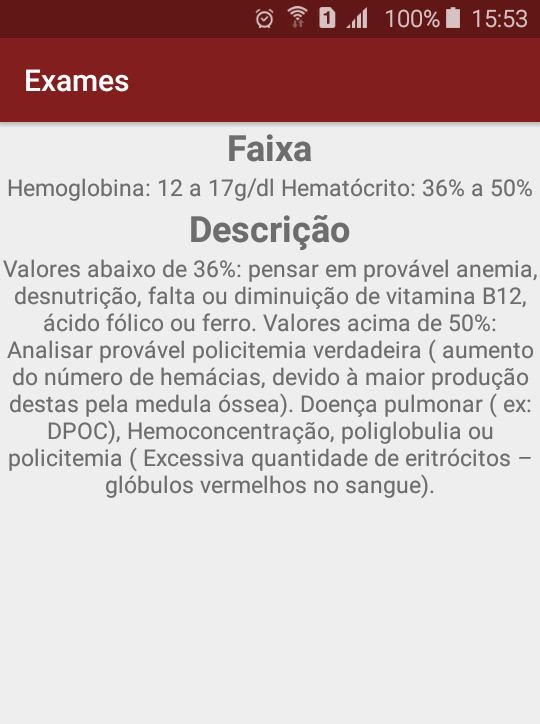 1 100% 15:53
Exames
Faixa
Hemoglobina: 12 a 17g/dl Hematócrito: 36% a 50%
Descrição
Valores abaixo de 36%: pensar em provável anemia,
desnutrição, falta ou diminuição de vitamina B12,
ácido fólico ou ferro. Valores acima de 50%:
Analisar provável policitemia verdadeira ( aumento
do número de hemácias, devido à maior produção
destas pela medula óssea). Doença pulmonar ( ex:
DPOC), Hemoconcentração, poliglobulia ou
policitemia ( Excessiva quantidade de eritrócitos –
glóbulos vermelhos no sangue).